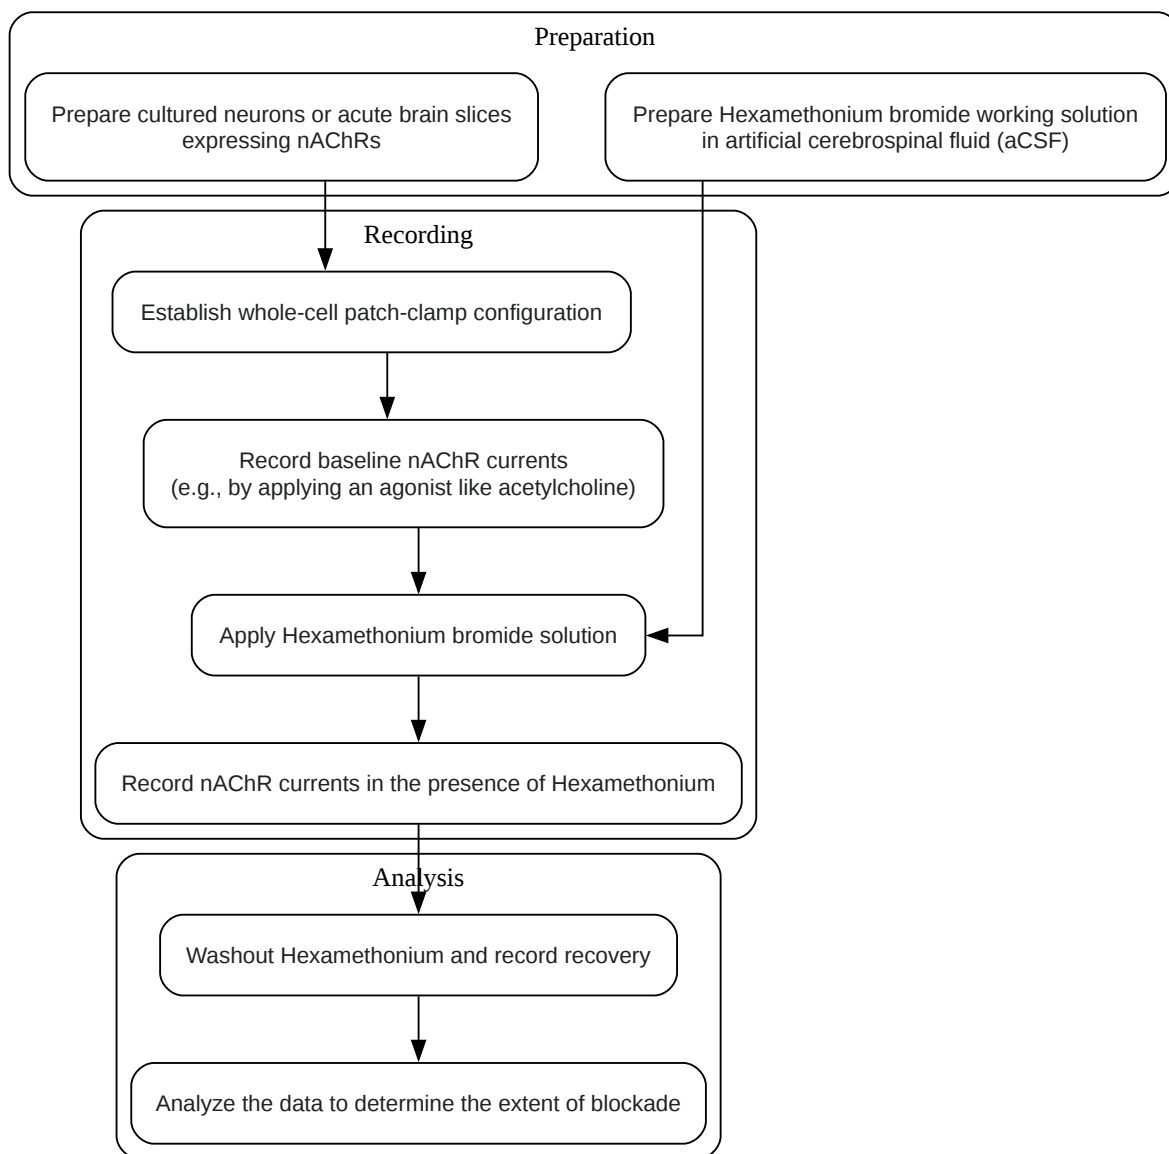 Preparation
Prepare cultured neurons or acute brain slices
expressing nAChRs
Prepare Hexamethonium bromide working solution
in artificial cerebrospinal fluid (aCSF)
Recording
Establish whole-cell patch-clamp configuration
Record baseline nAChR currents
(e.g., by applying an agonist like acetylcholine)
Apply Hexamethonium bromide solution
Record nAChR currents in the presence of Hexamethonium
Analysis
Washout Hexamethonium and record recovery
Analyze the data to determine the extent of blockade